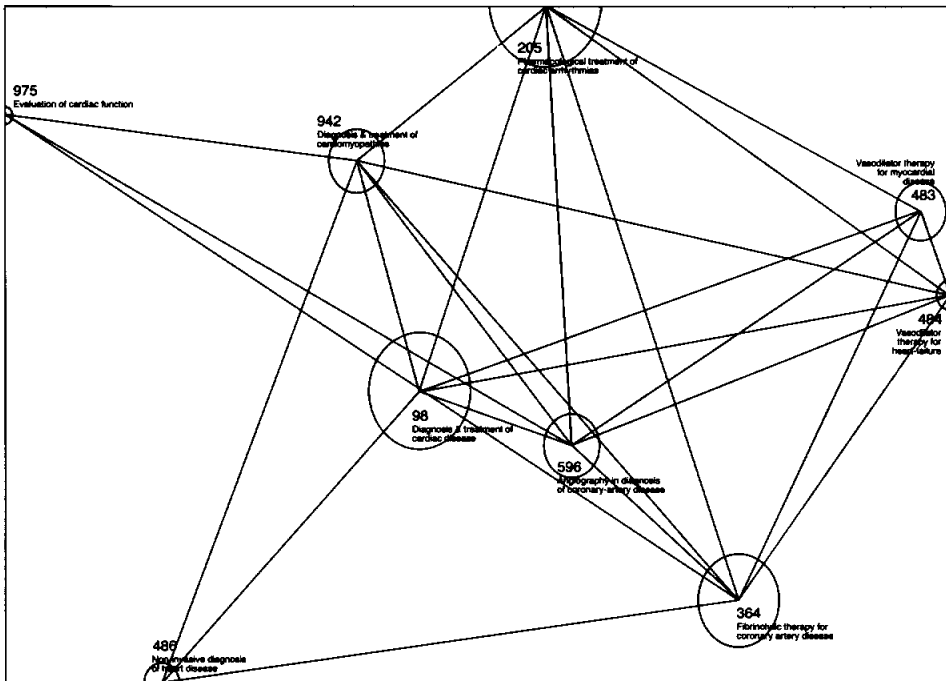 205
Pharmacological treatment of
cardiac arrhythmias
975
Evaluation of cardiac function
942
Diagnosis & treatment of
cardiomyopathies
Vasodilator therapy
for myocardial
disease
483
484
Vasodilator
therapy for
heart-failure
98
Diagnosis & treatment of
cardiac disease
596
Angiography in diagnosis
of coronary-artery disease
364
Fibrinolytic therapy for
coronary artery disease
486
Non-invasive diagnosis
of heart disease